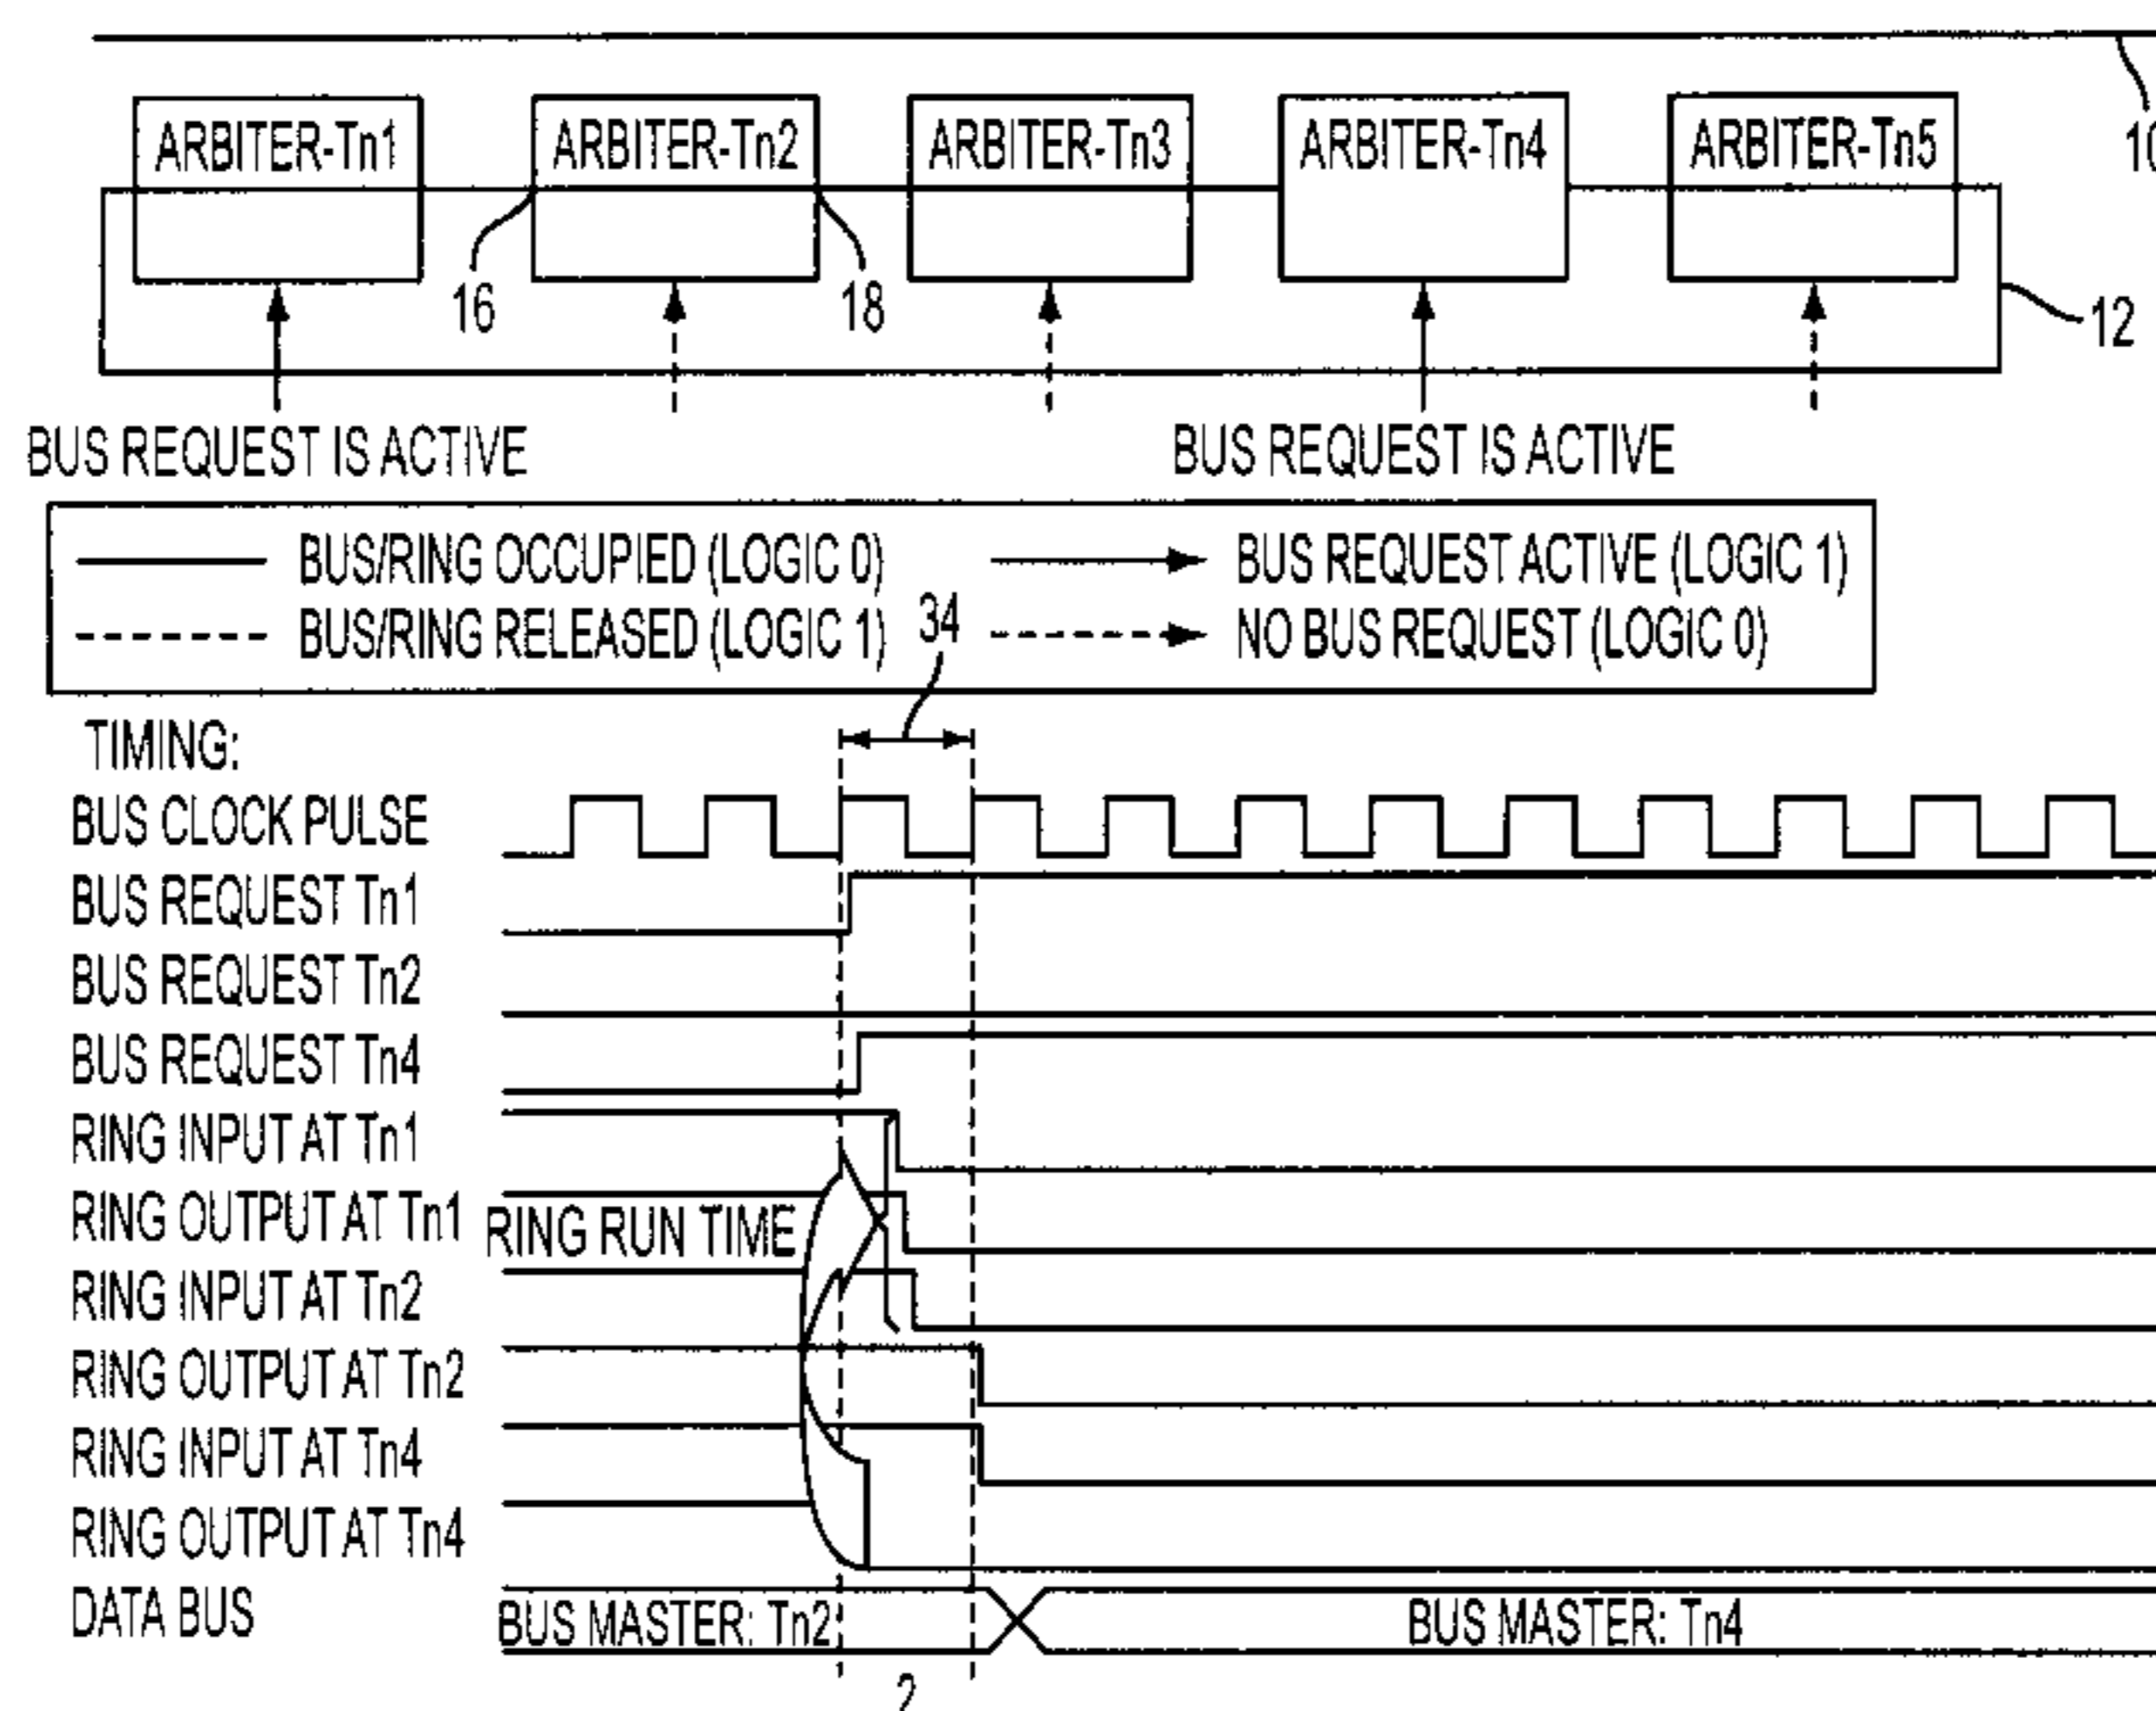 ARBITER-Tn1 ARBITER-Tn2 ARBITER-Tn3 ARBITER-Tn4 ARBITER-Tn5
10
16 18 12
BUS REQUEST IS ACTIVE BUS REQUEST IS ACTIVE
BUS/RING OCCUPIED (LOGIC 0) BUS REQUEST ACTIVE (LOGIC 1)
BUS/RING RELEASED (LOGIC 1) 34 NO BUS REQUEST (LOGIC 0)
TIMING:
BUS CLOCK PULSE
BUS REQUEST Tn1
BUS REQUEST Tn2
BUS REQUEST Tn4
RING INPUT AT Tn1
RING OUTPUT AT Tn1 RING RUN TIME
RING INPUT AT Tn2
RING OUTPUT AT Tn2
RING INPUT AT Tn4
RING OUTPUT AT Tn4
DATA BUS BUS MASTER: Tn2 BUS MASTER: Tn4
2